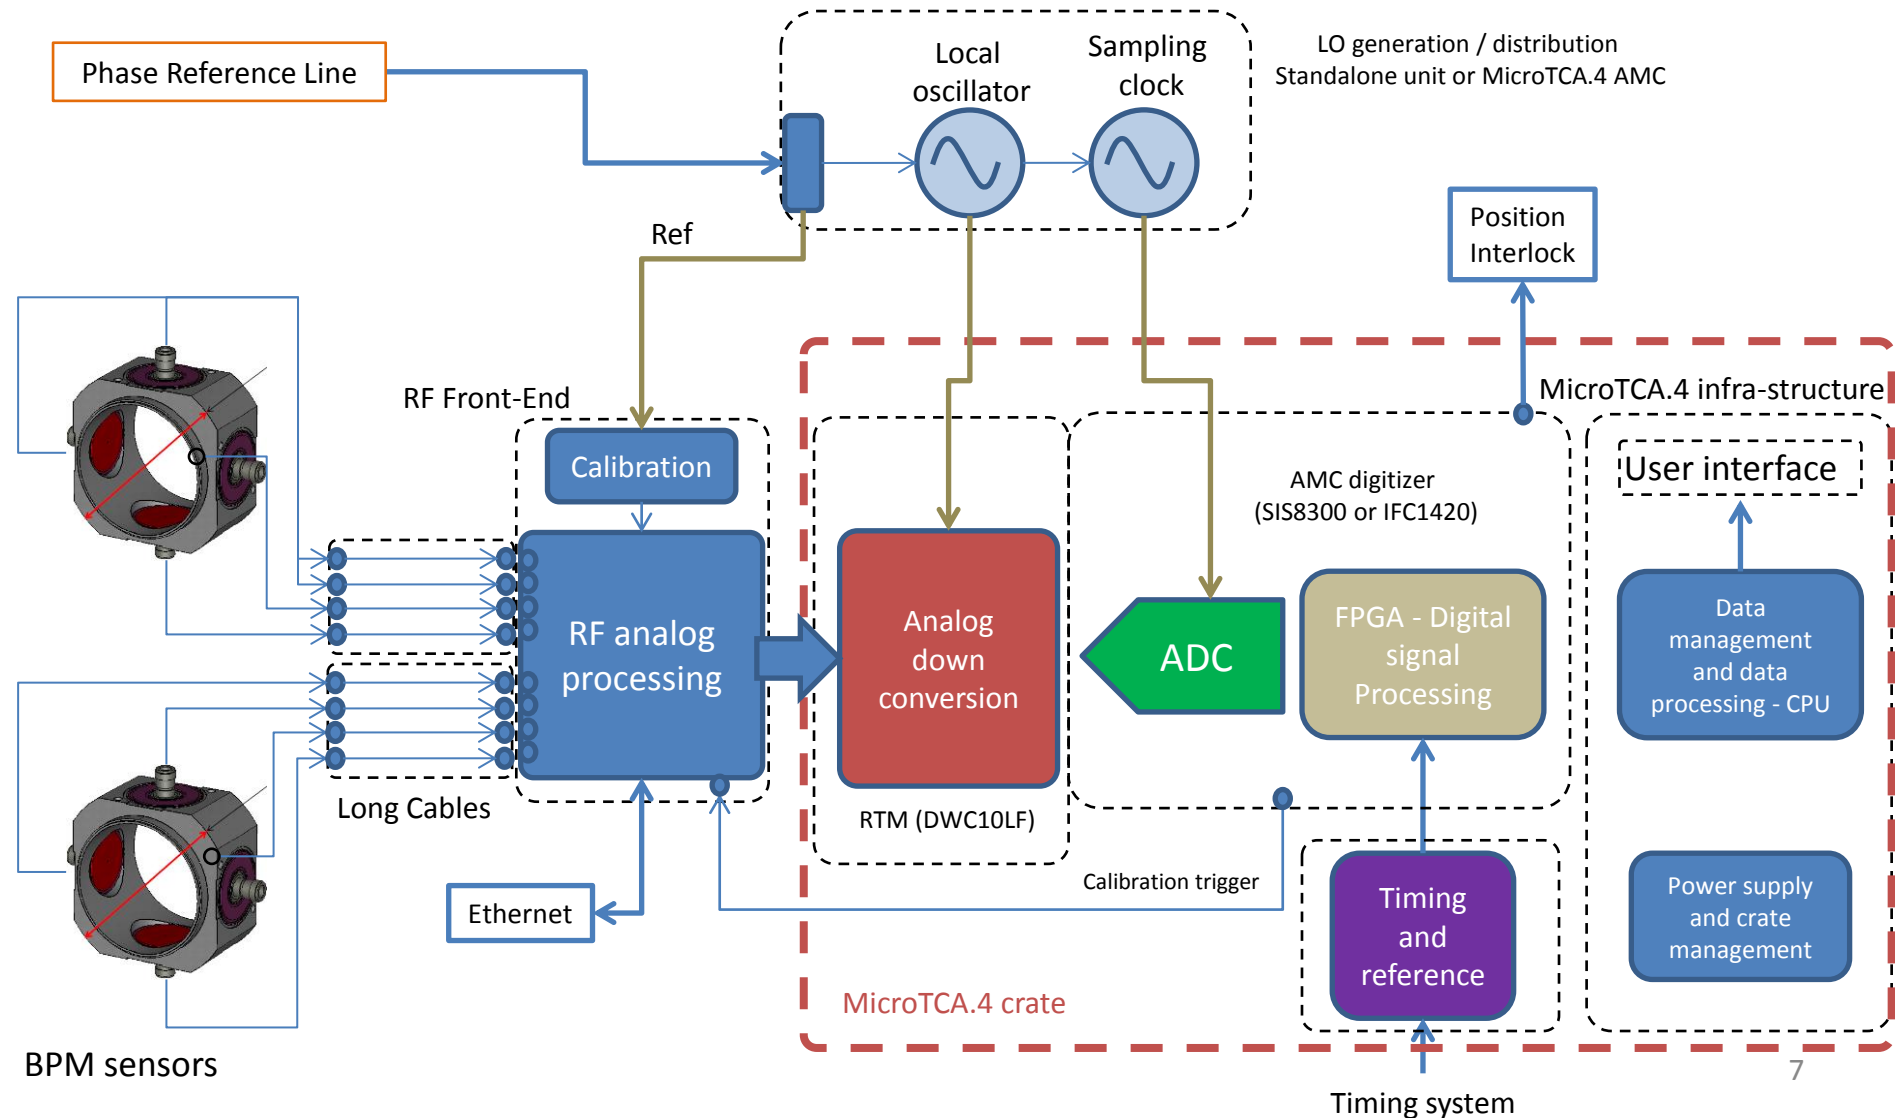 Phase Reference Line
Local
oscillator
Sampling
clock
LO generation / distribution
Standalone unit or MicroTCA.4 AMC
Ref
Position
Interlock
RF Front-End
MicroTCA.4 infra-structure
Calibration
AMC digitizer
(SIS8300 or IFC1420)
User interface
RF analog
processing
Analog
down
conversion
ADC
FPGA - Digital
signal
Processing
Data
management
and data
processing - CPU
Long Cables
RTM (DWC10LF)
Ethernet
Calibration trigger
Timing
and
reference
Power supply
and crate
management
MicroTCA.4 crate
BPM sensors
7
Timing system